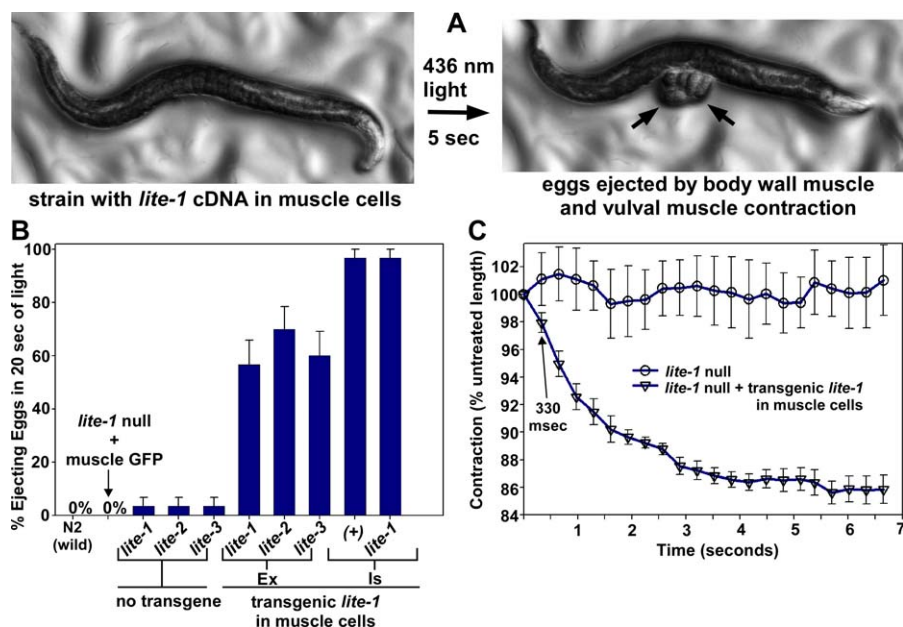 A
436 nm
light
5 sec
strain with lite-1 cDNA in muscle cells
eggs ejected by body wall muscle
and vulval muscle contraction
B
% Ejecting Eggs in 20 sec of light
100
80
60
40
20
0
lite-1 null
+
muscle GFP
0% 0%
N2
(wild)
lite-1 lite-2 lite-3 lite-1 lite-2 lite-3 (+) lite-1
Ex Is
no transgene transgenic lite-1
in muscle cells
C
Contraction (% untreated length)
102
100
98
96
94
92
90
88
86
84
330
msec
lite-1 null
lite-1 null + transgenic lite-1
in muscle cells
1 2 3 4 5 6 7
Time (seconds)